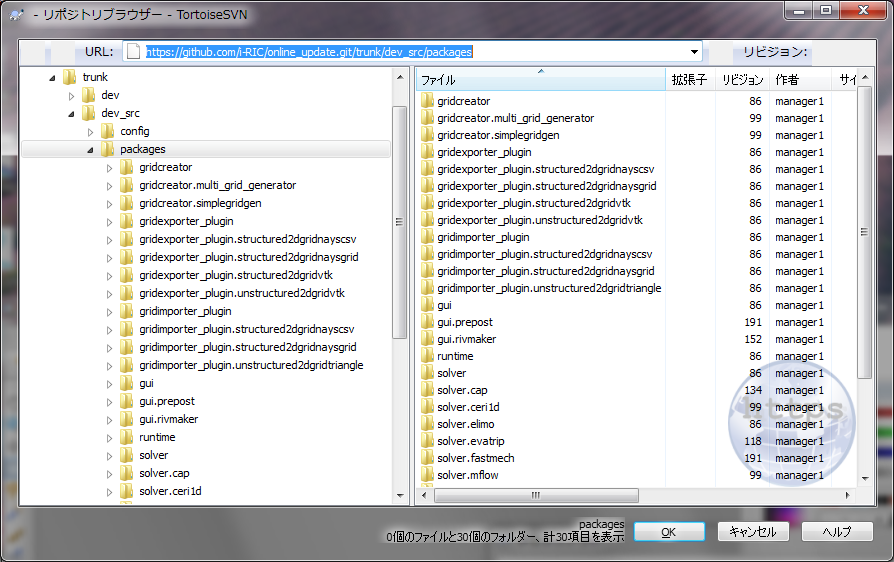 - リポジトリブラウザー - TortoiseSVN
URL: https://github.com/i-RIC/online_update.git/trunk/dev_src/packages リビジョン:
trunk
dev
dev_src
config
packages
gridcreator
gridcreator.multi_grid_generator
gridcreator.simplegridgen
gridexporter_plugin
gridexporter_plugin.structured2dgridnayscsv
gridexporter_plugin.structured2dgridnaysgrid
gridexporter_plugin.structured2dgridvtk
gridexporter_plugin.unstructured2dgridvtk
gridimporter_plugin
gridimporter_plugin.structured2dgridnayscsv
gridimporter_plugin.structured2dgridnaysgrid
gridimporter_plugin.unstructured2dgridtriangle
gui
gui.prepost
gui.rivmaker
runtime
solver
solver.cap
solver.ceri1d
ファイル 拡張子 リビジョン 作者 サイ
gridcreator 86 manager1
gridcreator.multi_grid_generator 99 manager1
gridcreator.simplegridgen 99 manager1
gridexporter_plugin 86 manager1
gridexporter_plugin.structured2dgridnayscsv 86 manager1
gridexporter_plugin.structured2dgridnaysgrid 86 manager1
gridexporter_plugin.structured2dgridvtk 86 manager1
gridexporter_plugin.unstructured2dgridvtk 86 manager1
gridimporter_plugin 86 manager1
gridimporter_plugin.structured2dgridnayscsv 86 manager1
gridimporter_plugin.structured2dgridnaysgrid 86 manager1
gridimporter_plugin.unstructured2dgridtriangle 86 manager1
gui 86 manager1
gui.prepost 191 manager1
gui.rivmaker 152 manager1
runtime 86 manager1
solver 86 manager1
solver.cap 134 manager1
solver.ceri1d 99 manager1
solver.elimo 86 manager1
solver.evatrip 118 manager1
solver.fastmech 191 manager1
solver.mflow 99 manager1
https
packages
0個のファイルと30個のフォルダー、計30項目を表示
OK キャンセル ヘルプ